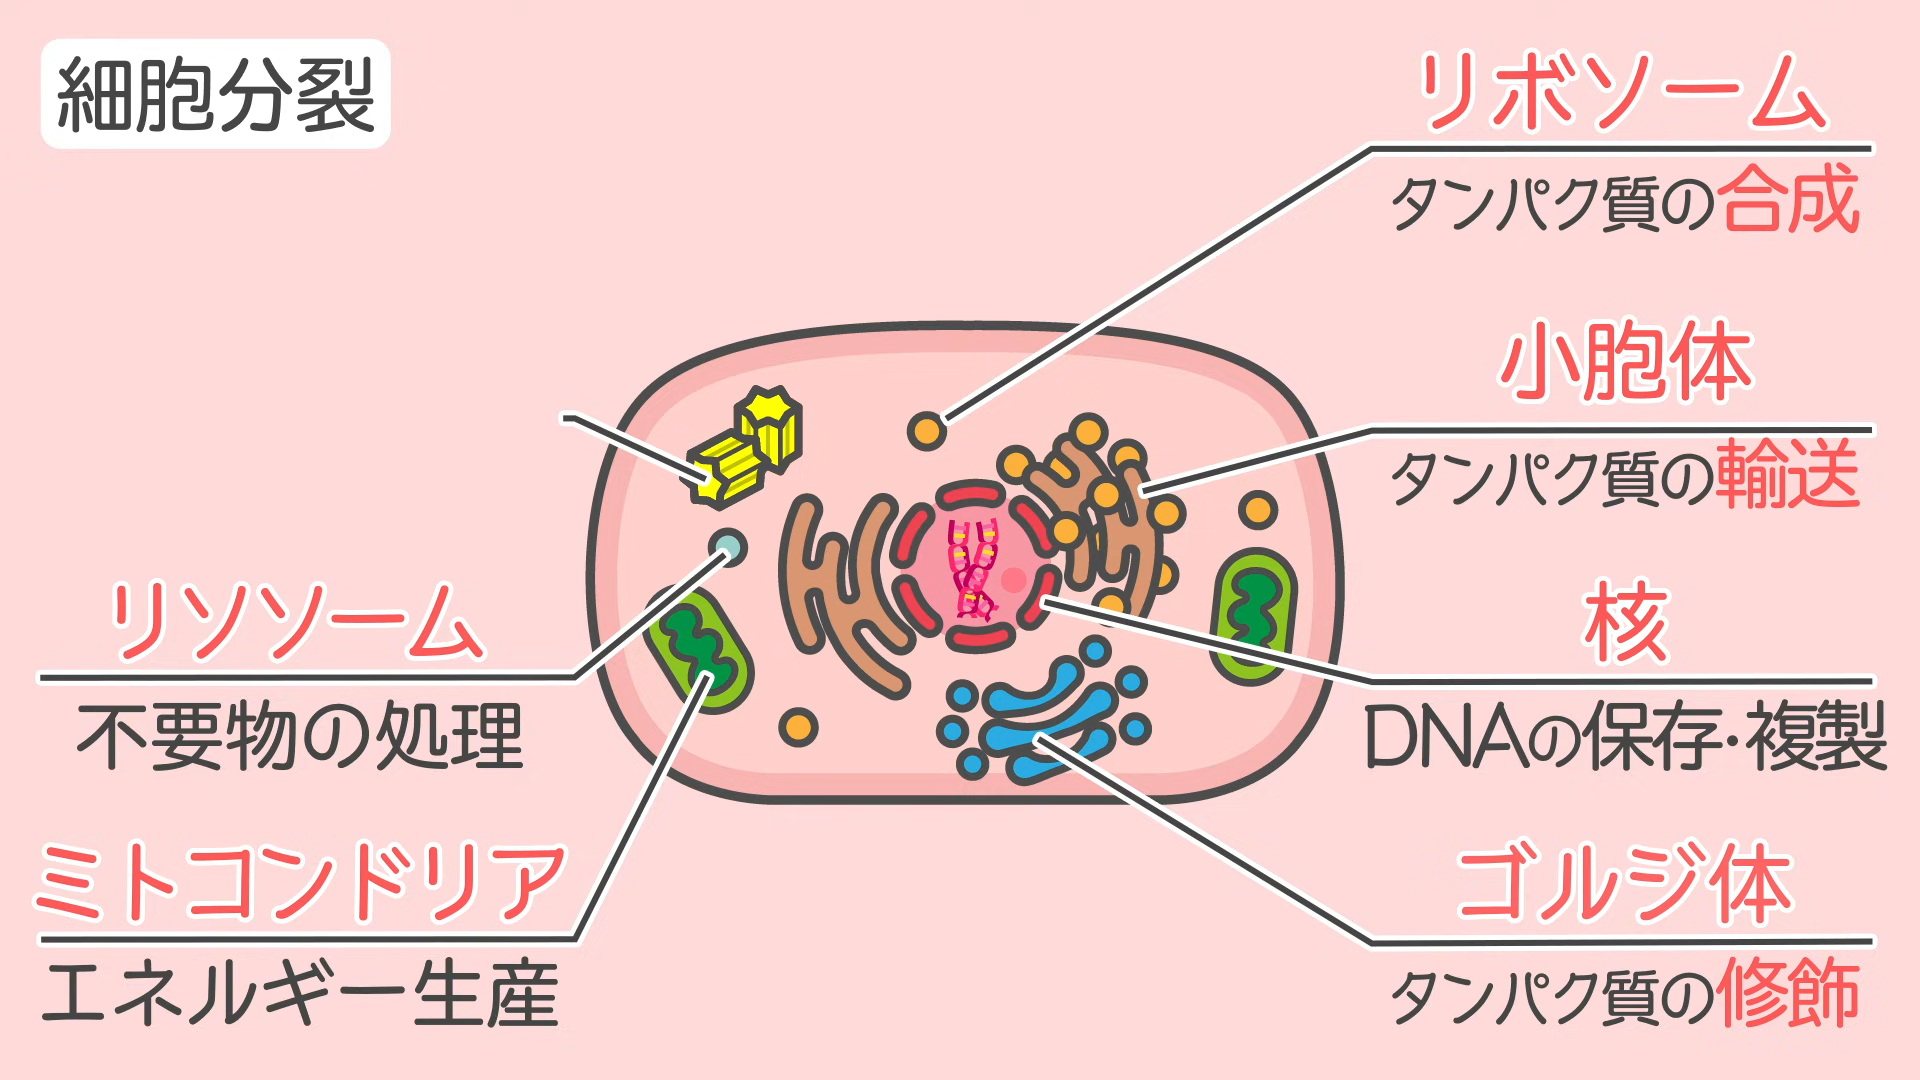 細胞分裂
リボソーム
タンパク質の合成
小胞体
タンパク質の輸送
核
DNAの保存・複製
ゴルジ体
タンパク質の修飾
リソソーム
不要物の処理
ミトコンドリア
エネルギー生産